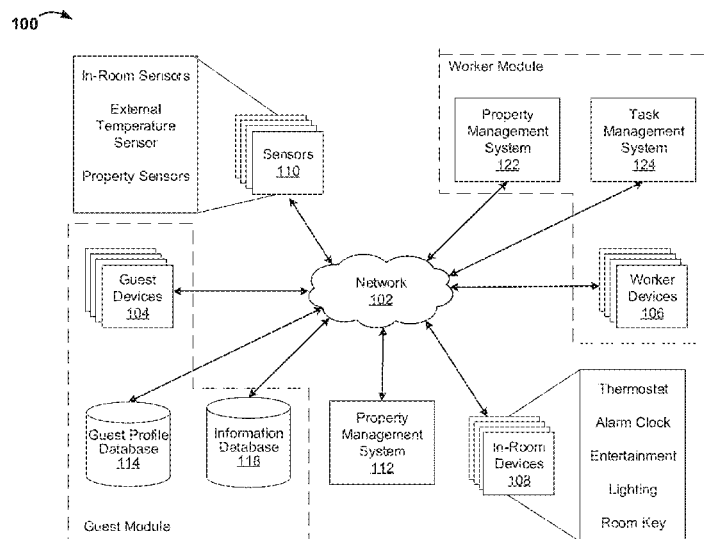 100
In-Room Sensors
External
Temperature
Sensor
Property Sensors
Sensors
110
Worker Module
Property
Management
System
122
Task
Management
System
124
Guest
Devices
104
Network
102
Worker
Devices
106
Guest Profile
Database
114
Information
Database
116
Property
Management
System
112
In-Room
Devices
108
Thermostat
Alarm Clock
Entertainment
Lighting
Room Key
Guest Module